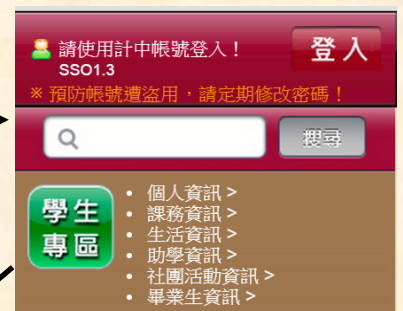 請使用計中帳號登入！
SSO1.3
登入
※ 預防帳號遭盜用，請定期修改密碼！
搜尋
學生
專區
• 個人資訊 >
• 課務資訊 >
• 生活資訊 >
• 助學資訊 >
• 社團活動資訊 >
• 畢業生資訊 >